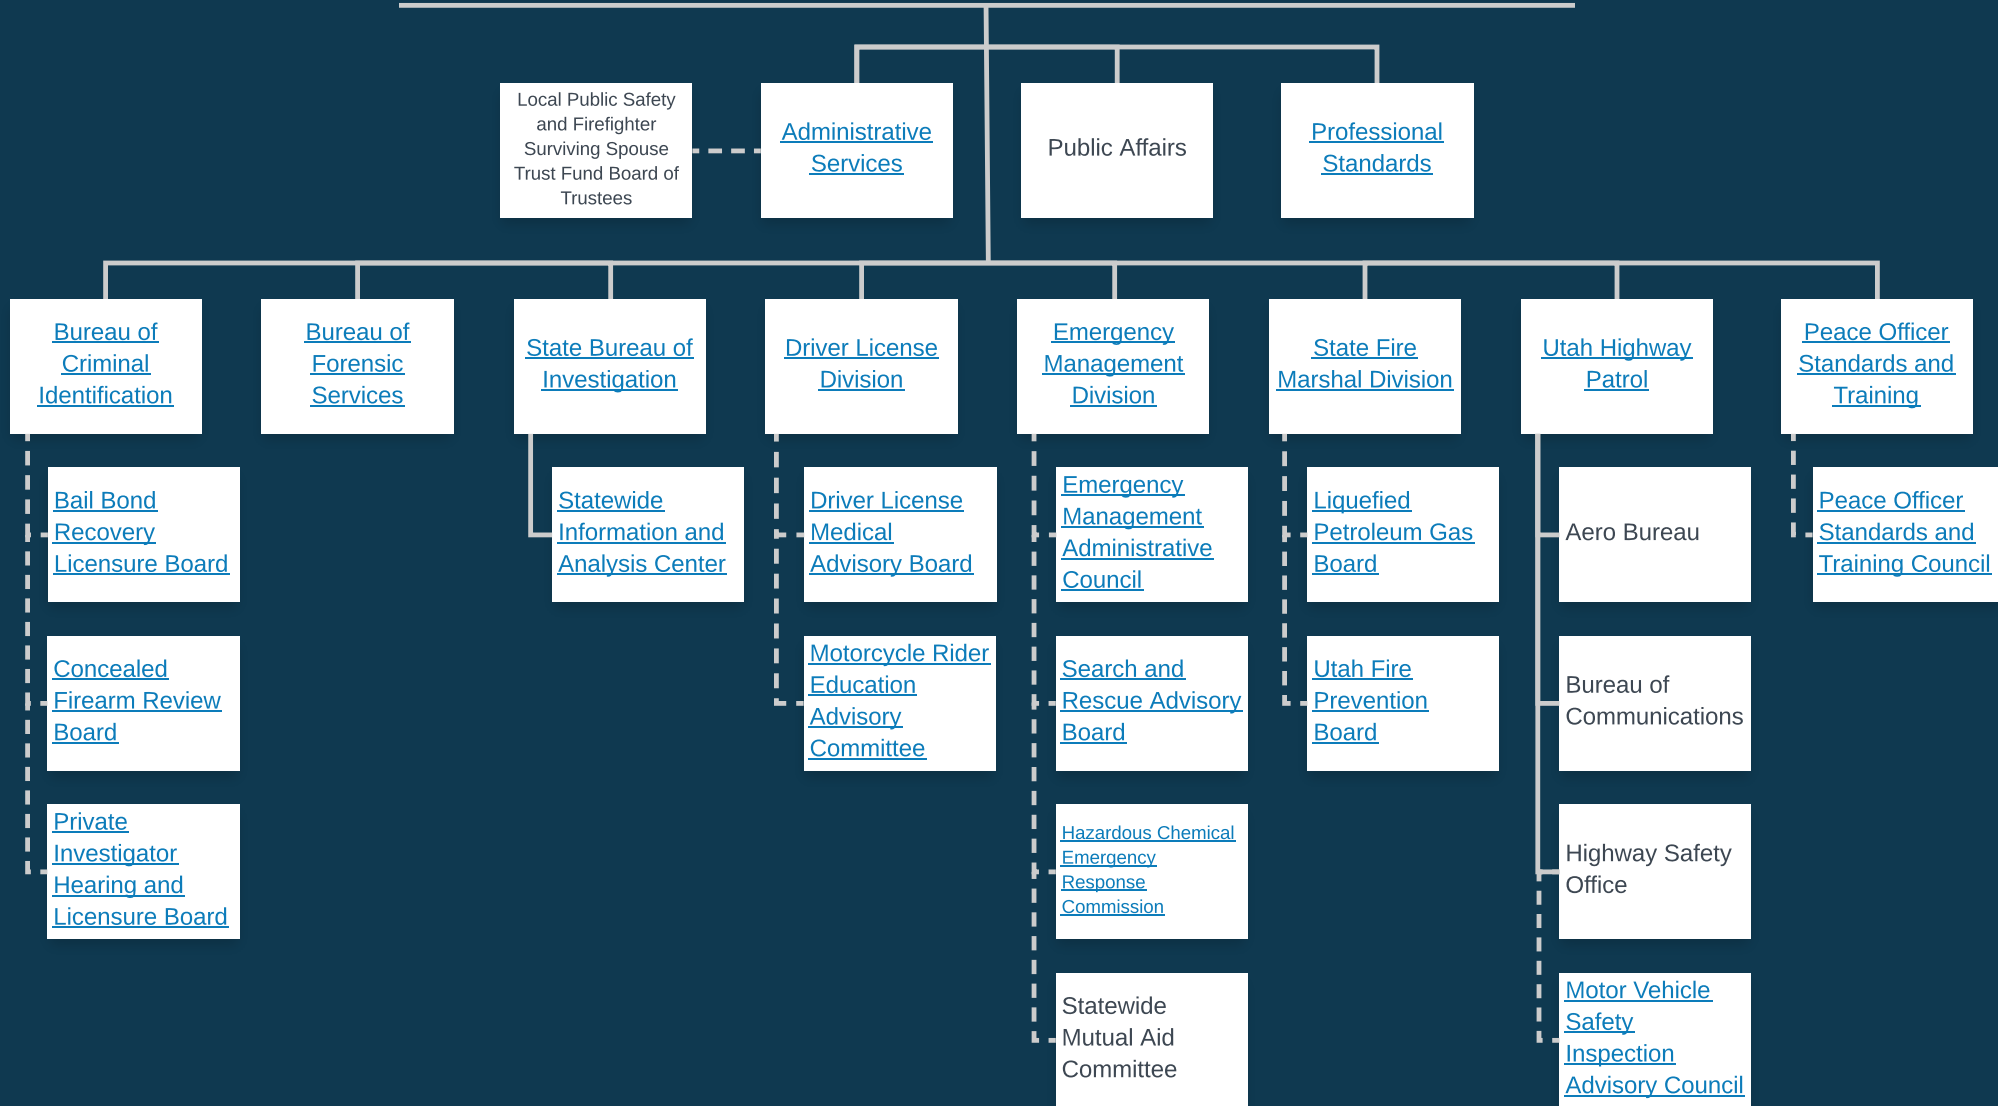 Local Public Safety
and Firefighter
Surviving Spouse
Trust Fund Board of
Trustees
Administrative
Services
Public Affairs
Professional
Standards
Bureau of
Criminal
Identification
Bureau of
Forensic
Services
State Bureau of
Investigation
Driver License
Division
Emergency
Management
Division
State Fire
Marshal Division
Utah Highway
Patrol
Peace Officer
Standards and
Training
Bail Bond
Recovery
Licensure Board
Statewide
Information and
Analysis Center
Driver License
Medical
Advisory Board
Emergency
Management
Administrative
Council
Liquefied
Petroleum Gas
Board
Aero Bureau
Peace Officer
Standards and
Training Council
Concealed
Firearm Review
Board
Motorcycle Rider
Education
Advisory
Committee
Search and
Rescue Advisory
Board
Utah Fire
Prevention
Board
Bureau of
Communications
Private
Investigator
Hearing and
Licensure Board
Hazardous Chemical
Emergency
Response
Commission
Highway Safety
Office
Statewide
Mutual Aid
Committee
Motor Vehicle
Safety
Inspection
Advisory Council